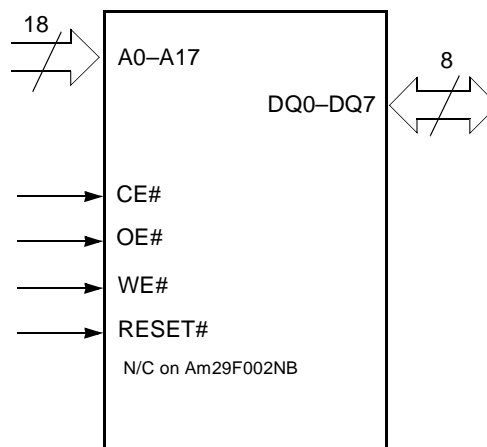 18
A0–A17
8
DQ0–DQ7
CE#
OE#
WE#
RESET#
N/C on Am29F002NB